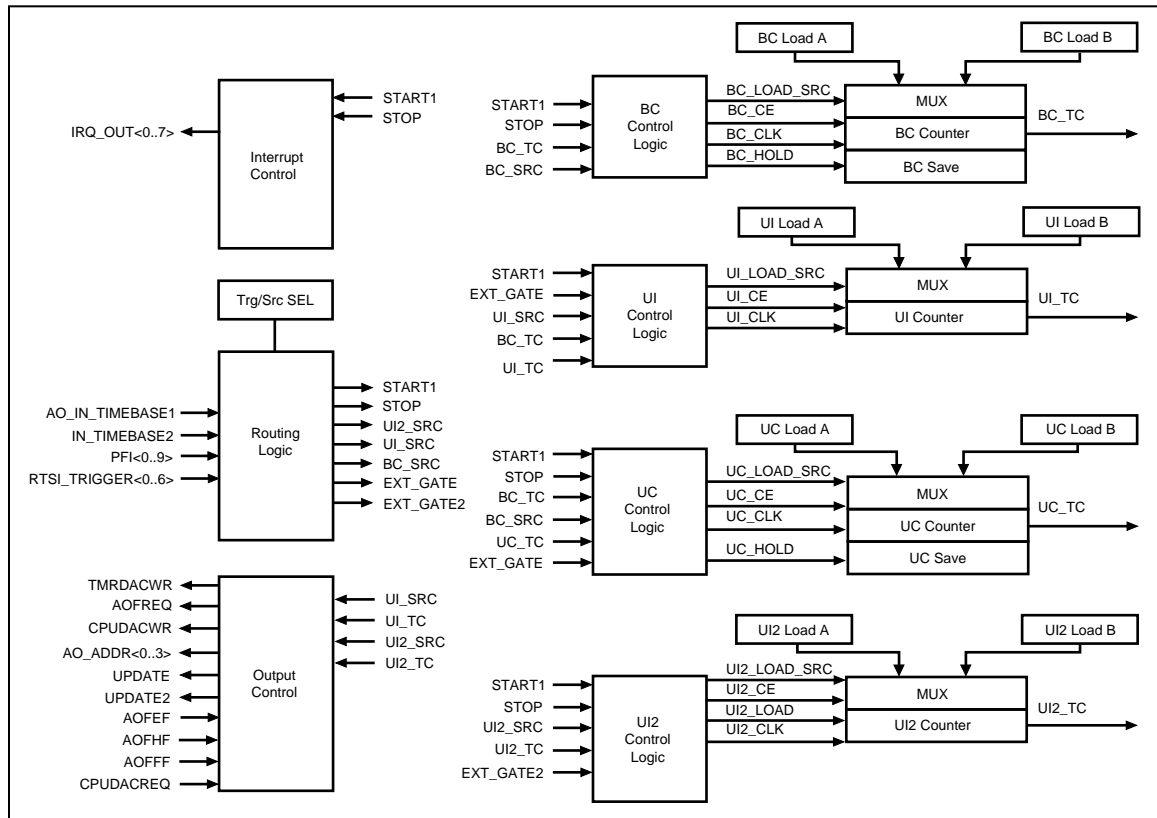 IRQ_OUT<0..7>
Interrupt
Control
START1
STOP
Trg/Src SEL
AO_IN_TIMEBASE1
IN_TIMEBASE2
PFI<0..9>
RTSI_TRIGGER<0..6>
Routing
Logic
START1
STOP
UI2_SRC
UI_SRC
BC_SRC
EXT_GATE
EXT_GATE2
TMRDACWR
AOFREQ
CPUDACWR
AO_ADDR<0..3>
UPDATE
UPDATE2
AOFEF
AOFHF
AOFFF
CPUDACREQ
Output
Control
UI_SRC
UI_TC
UI2_SRC
UI2_TC
START1
STOP
BC_TC
BC_SRC
BC
Control
Logic
BC_LOAD_SRC
BC_CE
BC_CLK
BC_HOLD
BC Load A
BC Load B
MUX
BC Counter
BC Save
BC_TC
START1
EXT_GATE
UI_SRC
BC_TC
UI_TC
UI
Control
Logic
UI_LOAD_SRC
UI_CE
UI_CLK
UI Load A
UI Load B
MUX
UI Counter
UI_TC
START1
STOP
BC_TC
BC_SRC
UC_TC
EXT_GATE
UC
Control
Logic
UC_LOAD_SRC
UC_CE
UC_CLK
UC_HOLD
UC Load A
UC Load B
MUX
UC Counter
UC Save
UC_TC
START1
STOP
UI2_SRC
UI2_TC
EXT_GATE2
UI2
Control
Logic
UI2_LOAD_SRC
UI2_CE
UI2_LOAD
UI2_CLK
UI2 Load A
UI2 Load B
MUX
UI2 Counter
UI2_TC